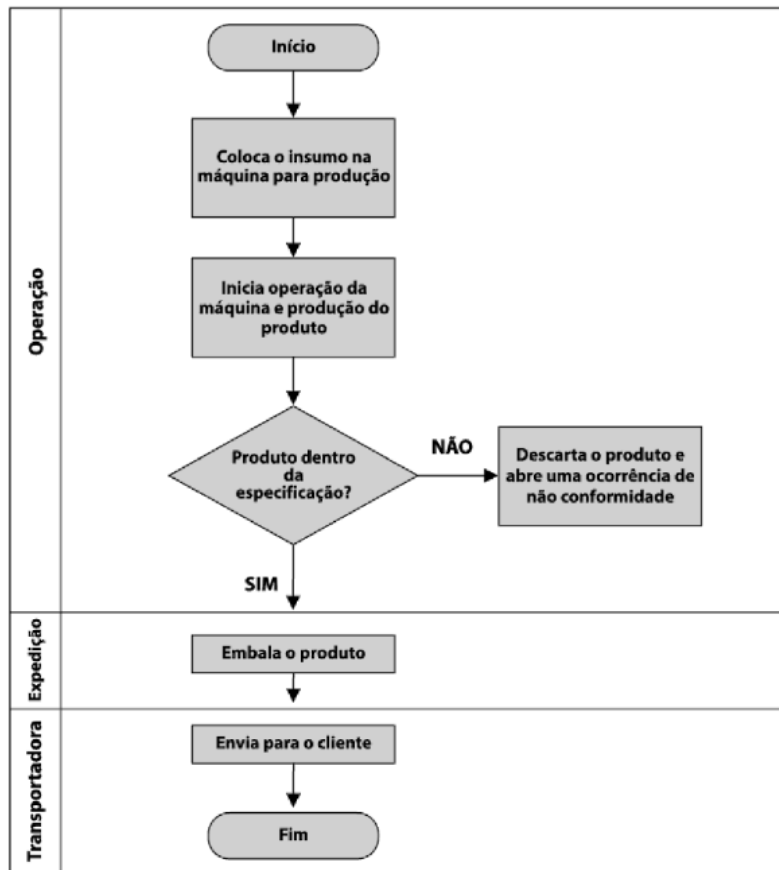 Operação
Início
Coloca o insumo na
máquina para produção
Inicia operação da
máquina e produção do
produto
Produto dentro
da
especificação?
NÃO
Descarta o produto e
abre uma ocorrência de
não conformidade
SIM
Expedição
Embala o produto
Transportadora
Envia para o cliente
Fim